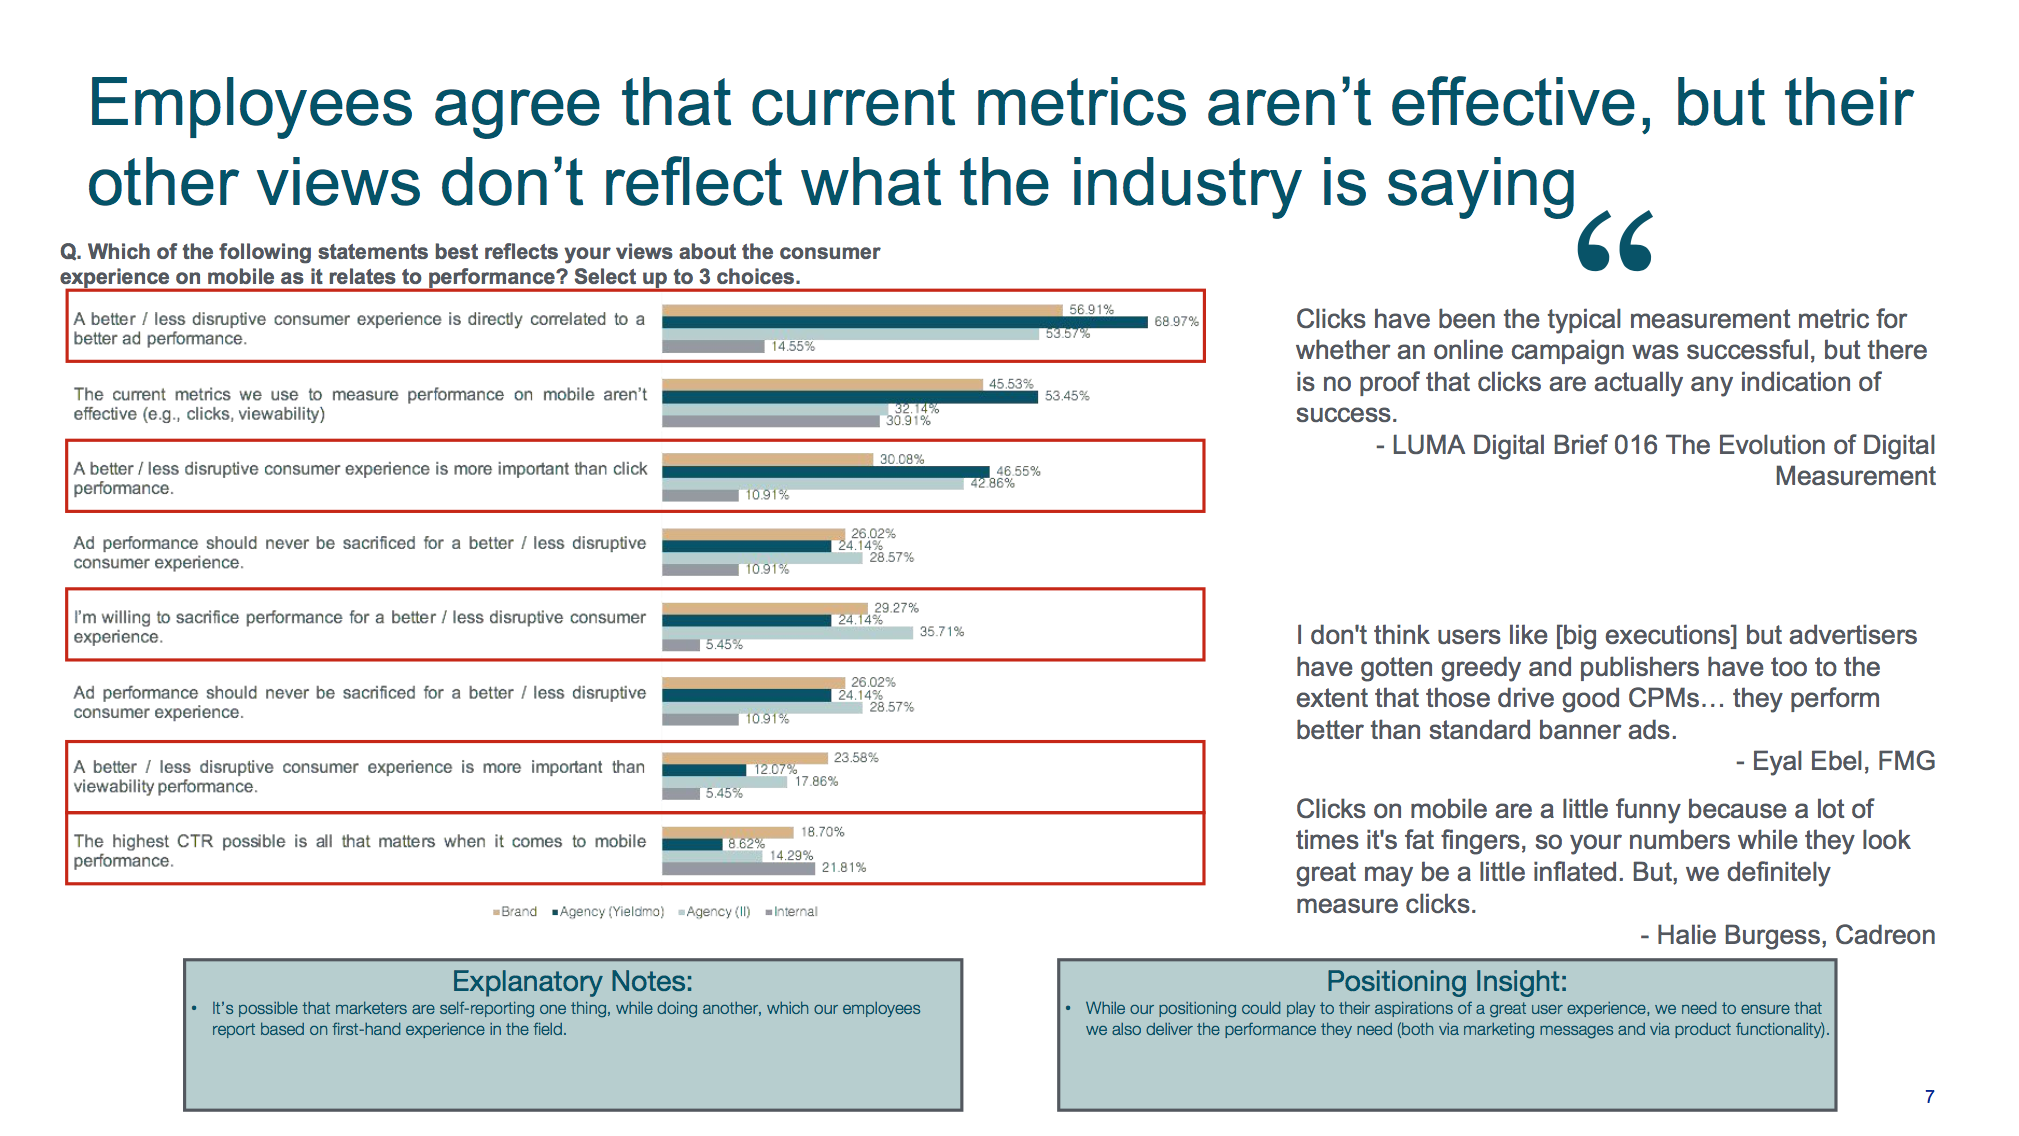 Employees agree that current metrics aren’t effective, but their
other views don’t reflect what the industry is saying
“
Q. Which of the following statements best reflects your views about the consumer
experience on mobile as it relates to performance? Select up to 3 choices.
A better / less disruptive consumer experience is directly correlated to a
better ad performance.
56.91%
68.97%
53.57%
14.55%
The current metrics we use to measure performance on mobile aren’t
effective (e.g., clicks, viewability)
45.53%
53.45%
32.14%
30.91%
A better / less disruptive consumer experience is more important than click
performance.
30.08%
46.55%
42.86%
10.91%
Ad performance should never be sacrificed for a better / less disruptive
consumer experience.
26.02%
24.14%
28.57%
10.91%
I’m willing to sacrifice performance for a better / less disruptive consumer
experience.
29.27%
24.14%
35.71%
5.45%
Ad performance should never be sacrificed for a better / less disruptive
consumer experience.
26.02%
24.14%
28.57%
10.91%
A better / less disruptive consumer experience is more important than
viewability performance.
23.58%
12.07%
17.86%
5.45%
The highest CTR possible is all that matters when it comes to mobile
performance.
18.70%
8.62%
14.29%
21.81%
Brand Agency (Yieldmo) Agency (II) Internal
Clicks have been the typical measurement metric for
whether an online campaign was successful, but there
is no proof that clicks are actually any indication of
success.
- LUMA Digital Brief 016 The Evolution of Digital
Measurement
I don't think users like [big executions] but advertisers
have gotten greedy and publishers have too to the
extent that those drive good CPMs… they perform
better than standard banner ads.
- Eyal Ebel, FMG
Clicks on mobile are a little funny because a lot of
times it's fat fingers, so your numbers while they look
great may be a little inflated. But, we definitely
measure clicks.
- Halie Burgess, Cadreon
Explanatory Notes:
• It’s possible that marketers are self-reporting one thing, while doing another, which our employees
report based on first-hand experience in the field.
Positioning Insight:
• While our positioning could play to their aspirations of a great user experience, we need to ensure that
we also deliver the performance they need (both via marketing messages and via product functionality).
7